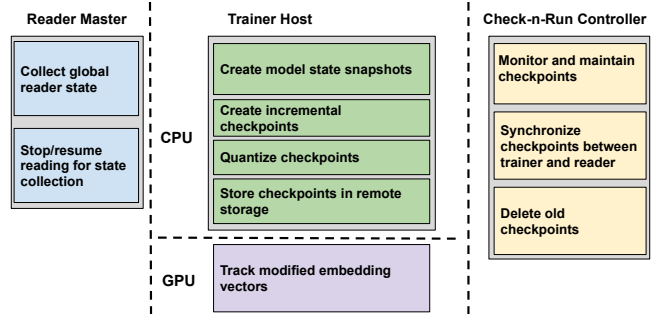 Reader Master
Trainer Host
Check-n-Run Controller
Collect global
reader state
Stop/resume
reading for state
collection
CPU
Create model state snapshots
Create incremental
checkpoints
Quantize checkpoints
Store checkpoints in remote
storage
GPU
Track modified embedding
vectors
Monitor and maintain
checkpoints
Synchronize
checkpoints between
trainer and reader
Delete old
checkpoints